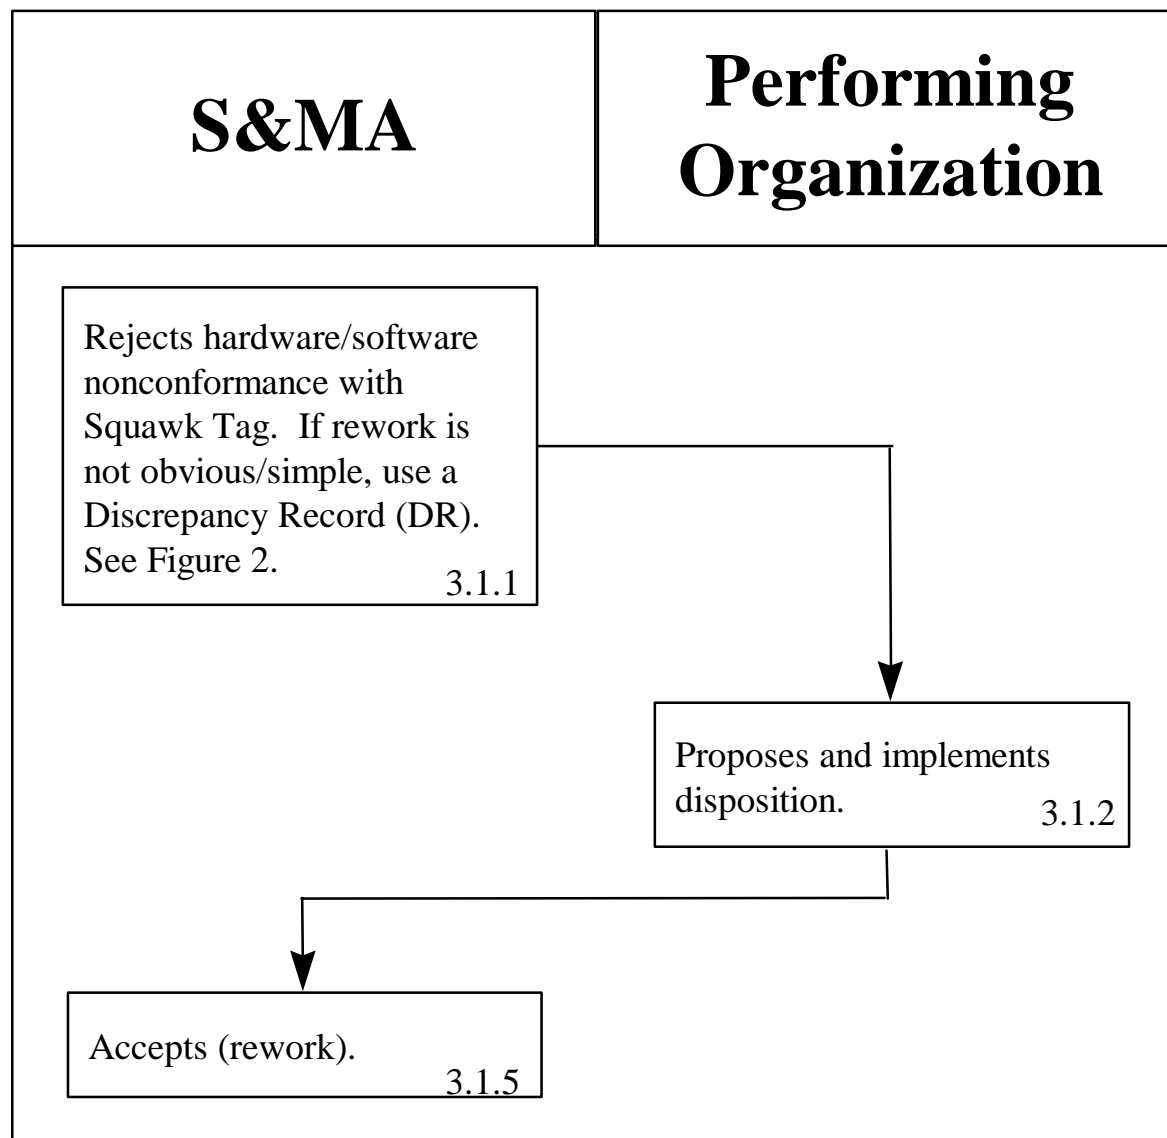 S&MA
Performing
Organization
Rejects hardware/software
nonconformance with
Squawk Tag.  If rework is
not obvious/simple, use a
Discrepancy Record (DR).
See Figure 2.
3.1.1
Proposes and implements
disposition.
3.1.2
Accepts (rework).
3.1.5